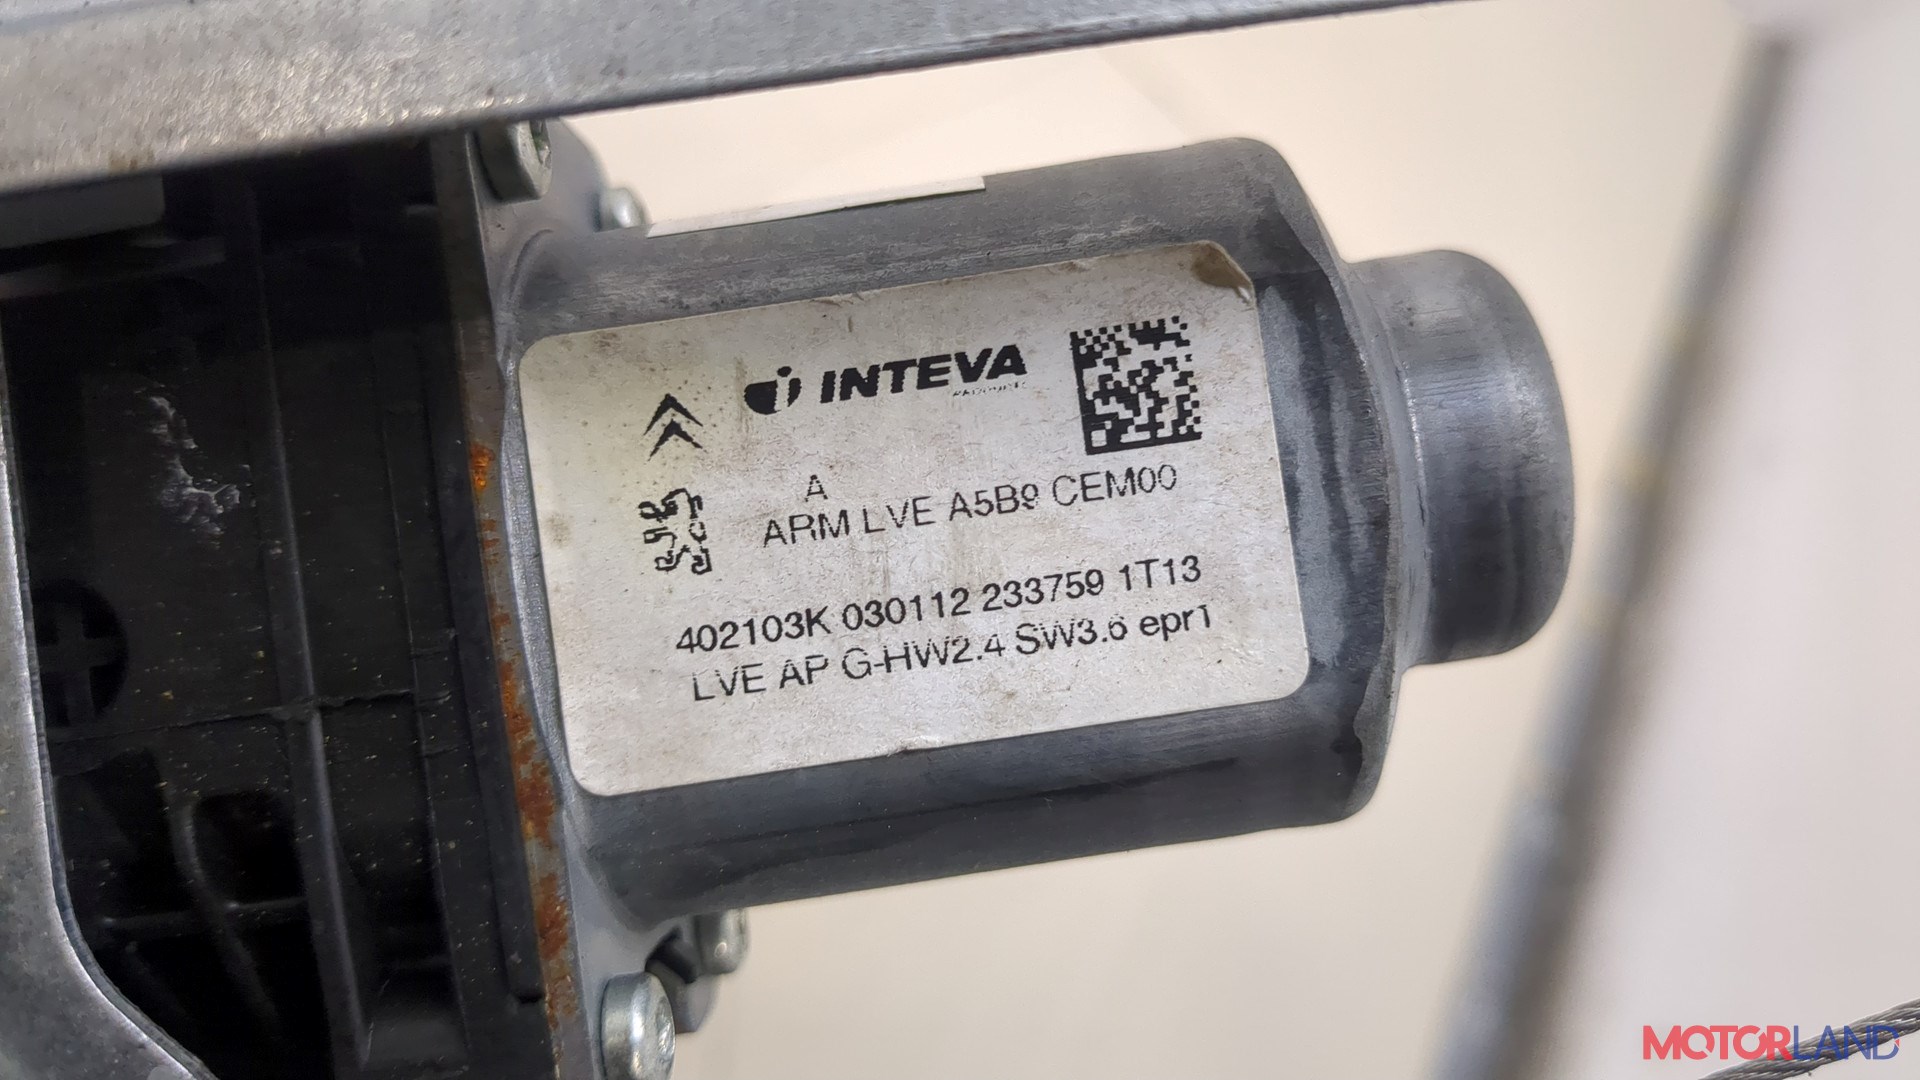 INTEVA
A
ARM LVE A5B9 CEM00
402103K 030112 233759 1T13
LVE AP G-HW2.4 SW3.6 epr1
MOTORLAND